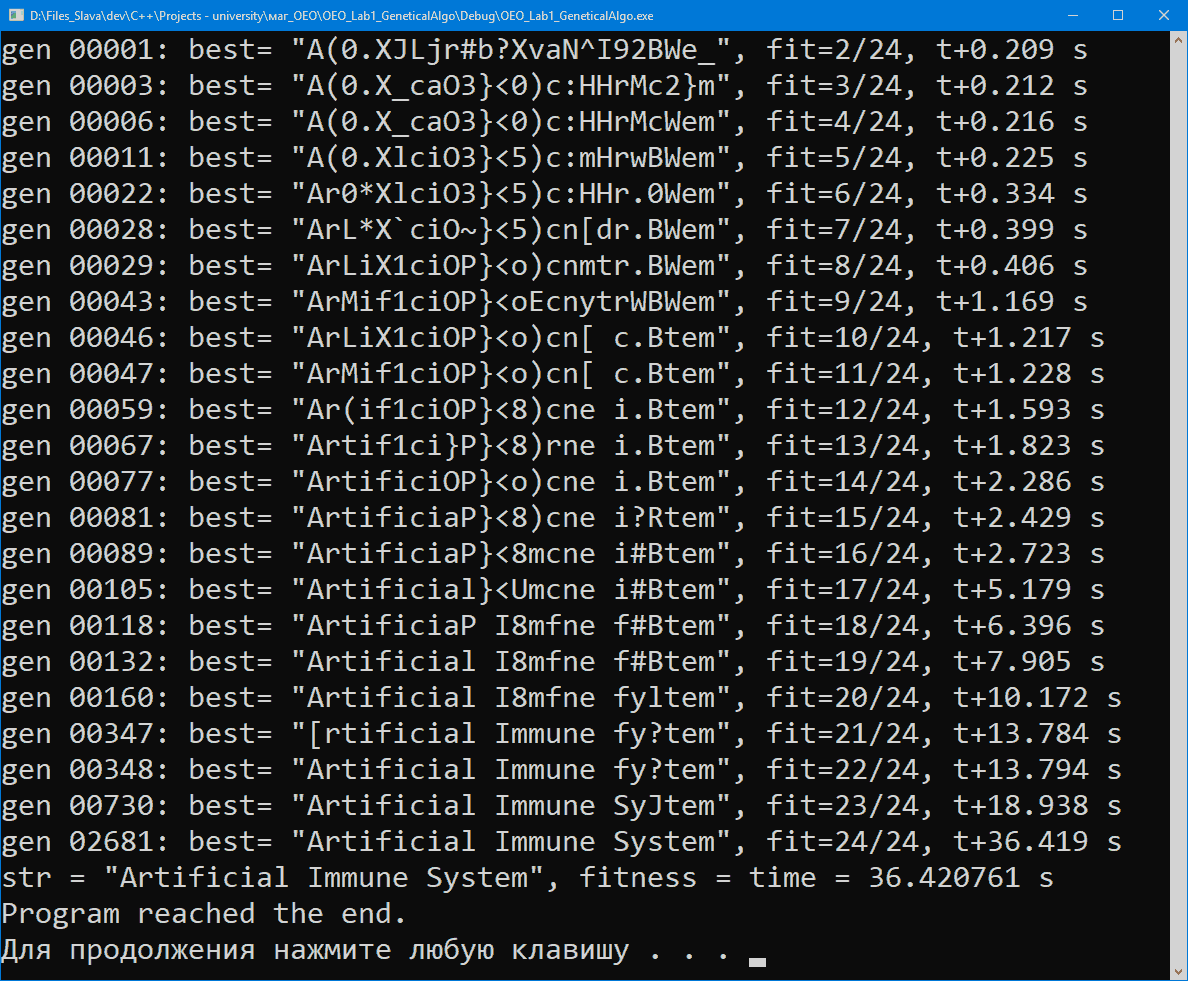 D:\Files_Slava\dev\C++\Projects - university\маг_OEO\OEO_Lab1_GeneticalAlgo\Debug\OEO_Lab1_GeneticalAlgo.exe
gen 00001: best= "A(0.XJLjr#b?XvaN^I92BWe_", fit=2/24, t+0.209 s
gen 00003: best= "A(0.X_caO3}<0)c:HHrMc2}m", fit=3/24, t+0.212 s
gen 00006: best= "A(0.X_caO3}<0)c:HHrMcWem", fit=4/24, t+0.216 s
gen 00011: best= "A(0.XlciO3}<5)c:mHrwBWem", fit=5/24, t+0.225 s
gen 00022: best= "Ar0*XlciO3}<5)c:HHr.0Wem", fit=6/24, t+0.334 s
gen 00028: best= "ArL*X`ciO~}<5)cn[dr.BWem", fit=7/24, t+0.399 s
gen 00029: best= "ArLiX1ciOP}<o)cnmtr.BWem", fit=8/24, t+0.406 s
gen 00043: best= "ArMif1ciOP}<oEcnytrWBWem", fit=9/24, t+1.169 s
gen 00046: best= "ArLiX1ciOP}<o)cn[ c.Btem", fit=10/24, t+1.217 s
gen 00047: best= "ArMif1ciOP}<o)cn[ c.Btem", fit=11/24, t+1.228 s
gen 00059: best= "Ar(if1ciOP}<8)cne i.Btem", fit=12/24, t+1.593 s
gen 00067: best= "Artif1ci}P}<8)rne i.Btem", fit=13/24, t+1.823 s
gen 00077: best= "ArtificiOP}<o)cne i.Btem", fit=14/24, t+2.286 s
gen 00081: best= "ArtificiaP}<8)cne i?Rtem", fit=15/24, t+2.429 s
gen 00089: best= "ArtificiaP}<8mcne i#Btem", fit=16/24, t+2.723 s
gen 00105: best= "Artificial}<Umcne i#Btem", fit=17/24, t+5.179 s
gen 00118: best= "ArtificiaP I8mfne f#Btem", fit=18/24, t+6.396 s
gen 00132: best= "Artificial I8mfne f#Btem", fit=19/24, t+7.905 s
gen 00160: best= "Artificial I8mfne fyltem", fit=20/24, t+10.172 s
gen 00347: best= "[rtificial Immune fy?tem", fit=21/24, t+13.784 s
gen 00348: best= "Artificial Immune fy?tem", fit=22/24, t+13.794 s
gen 00730: best= "Artificial Immune SyJtem", fit=23/24, t+18.938 s
gen 02681: best= "Artificial Immune System", fit=24/24, t+36.419 s
str = "Artificial Immune System", fitness = time = 36.420761 s
Program reached the end.
Для продолжения нажмите любую клавишу . . .